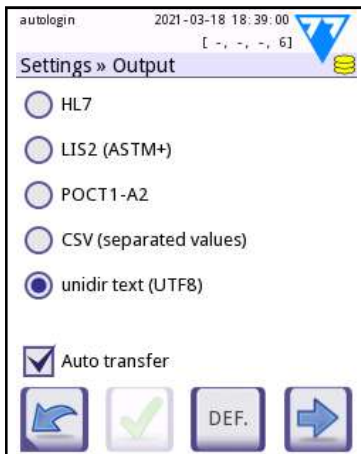 autologin 2021-03-18 18:39:00
[ -, -, -, 6]
Settings » Output
HL7
LIS2 (ASTM+)
POCT1-A2
CSV (separated values)
unidir text (UTF8)
Auto transfer
DEF.